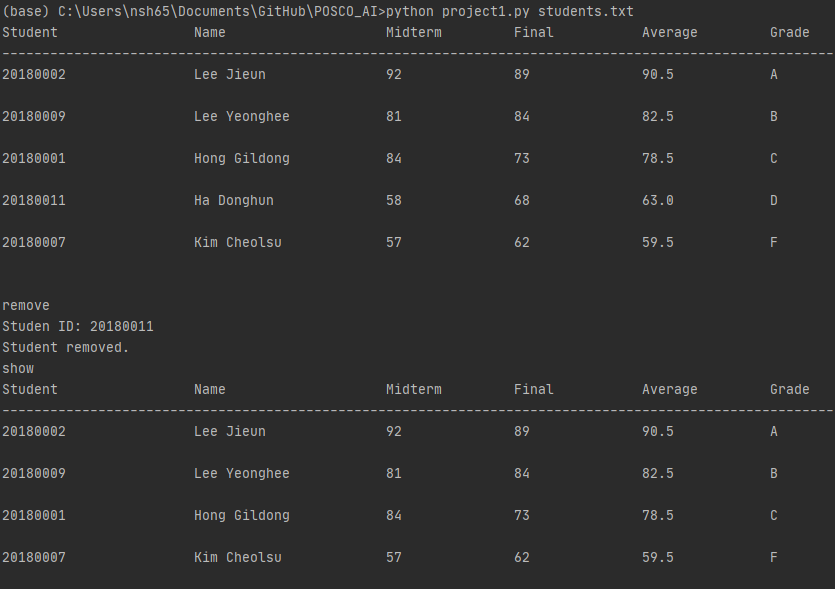 (base) C:\Users\nsh65\Documents\GitHub\POSCO_AI>python project1.py students.txt
Student Name Midterm Final Average Grade
--------------------------------------------------------------------------------------------------------
20180002 Lee Jieun 92 89 90.5 A
20180009 Lee Yeonghee 81 84 82.5 B
20180001 Hong Gildong 84 73 78.5 C
20180011 Ha Donghun 58 68 63.0 D
20180007 Kim Cheolsu 57 62 59.5 F
remove
Studen ID: 20180011
Student removed.
show
Student Name Midterm Final Average Grade
--------------------------------------------------------------------------------------------------------
20180002 Lee Jieun 92 89 90.5 A
20180009 Lee Yeonghee 81 84 82.5 B
20180001 Hong Gildong 84 73 78.5 C
20180007 Kim Cheolsu 57 62 59.5 F